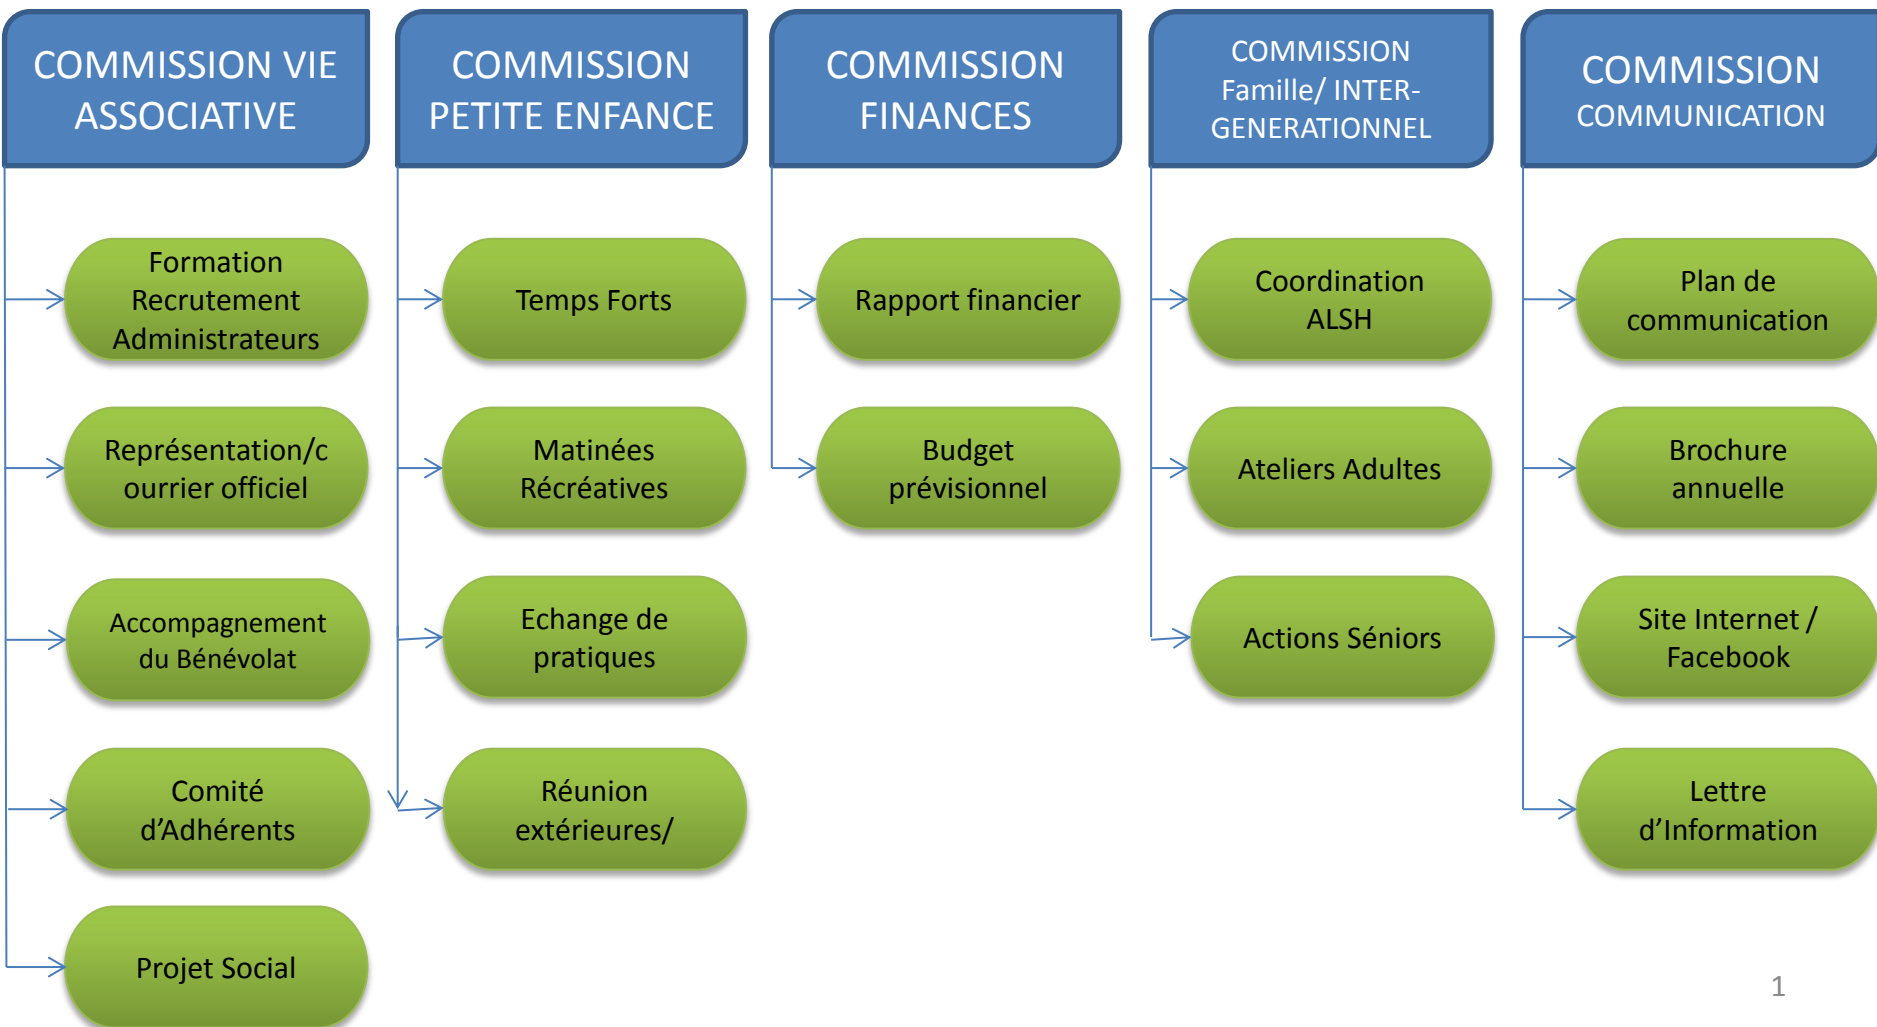 COMMISSION VIE
ASSOCIATIVE
Formation
Recrutement
Administrateurs
Représentation/c
ourrier officiel
Accompagnement
du Bénévolat
Comité
d’Adhérents
Projet Social
COMMISSION
PETITE ENFANCE
Temps Forts
Matinées
Récréatives
Echange de
pratiques
Réunion
extérieures/
COMMISSION
FINANCES
Rapport financier
Budget
prévisionnel
COMMISSION
Famille/ INTER-
GENERATIONNEL
Coordination
ALSH
Ateliers Adultes
Actions Séniors
COMMISSION
COMMUNICATION
Plan de
communication
Brochure
annuelle
Site Internet /
Facebook
Lettre
d’Information
1